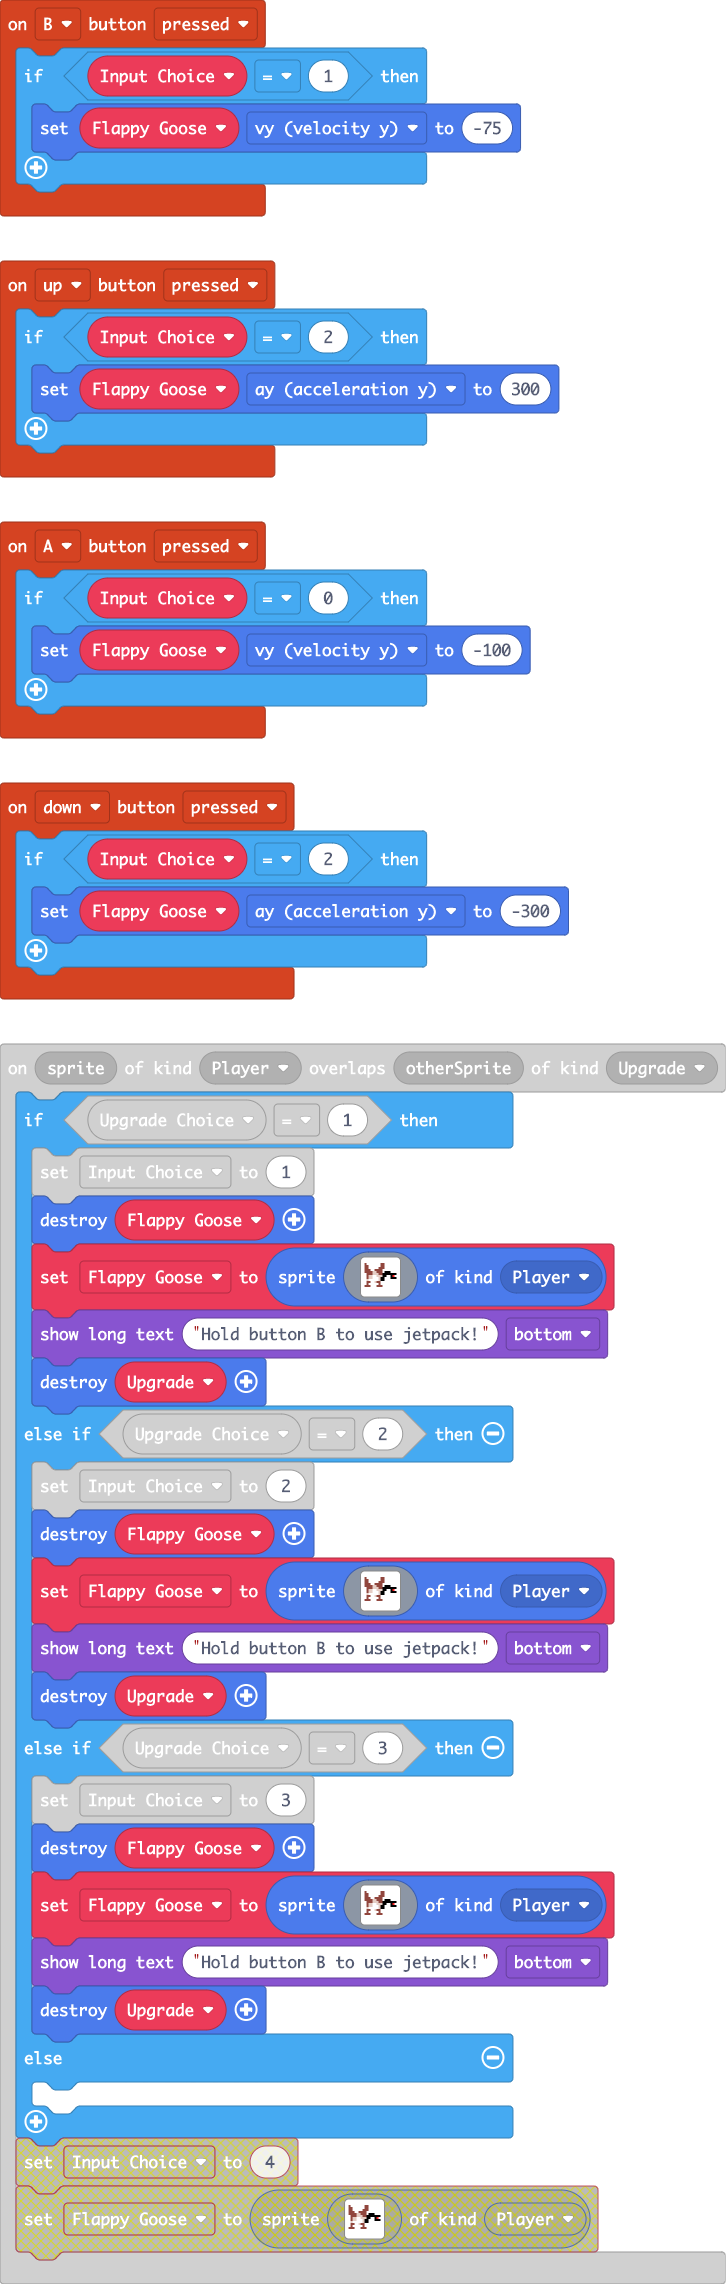 on B button pressed
if Input Choice = 1 then
set Flappy Goose vy (velocity y) to -75
on up button pressed
if Input Choice = 2 then
set Flappy Goose ay (acceleration y) to 300
on A button pressed
if Input Choice = 0 then
set Flappy Goose vy (velocity y) to -100
on down button pressed
if Input Choice = 2 then
set Flappy Goose ay (acceleration y) to -300
on sprite of kind Player overlaps otherSprite of kind Upgrade
if Upgrade Choice = 1 then
set Input Choice to 1
destroy Flappy Goose
set Flappy Goose to sprite of kind Player
show long text "Hold button B to use jetpack!" bottom
destroy Upgrade
else if Upgrade Choice = 2 then
set Input Choice to 2
destroy Flappy Goose
set Flappy Goose to sprite of kind Player
show long text "Hold button B to use jetpack!" bottom
destroy Upgrade
else if Upgrade Choice = 3 then
set Input Choice to 3
destroy Flappy Goose
set Flappy Goose to sprite of kind Player
show long text "Hold button B to use jetpack!" bottom
destroy Upgrade
else
set Input Choice to 4
set Flappy Goose to sprite of kind Player